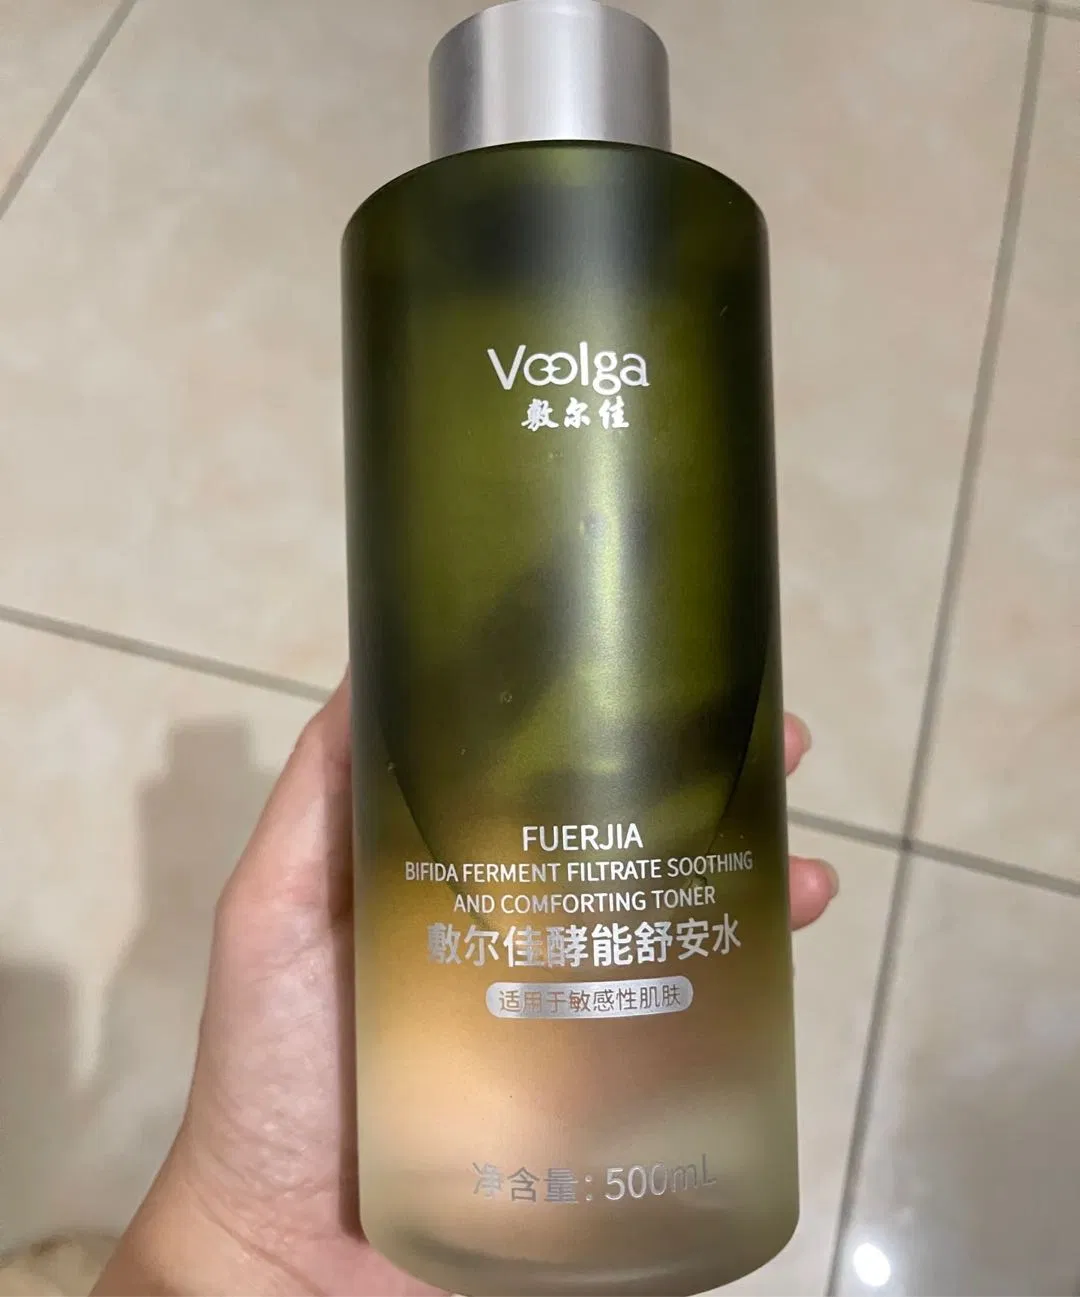 Voolga
敷尔佳
FUERJIA
BIFIDA FERMENT FILTRATE SOOTHING
AND COMFORTING TONER
敷尔佳酵能舒安水
适用于敏感性肌肤
净含量:500mL